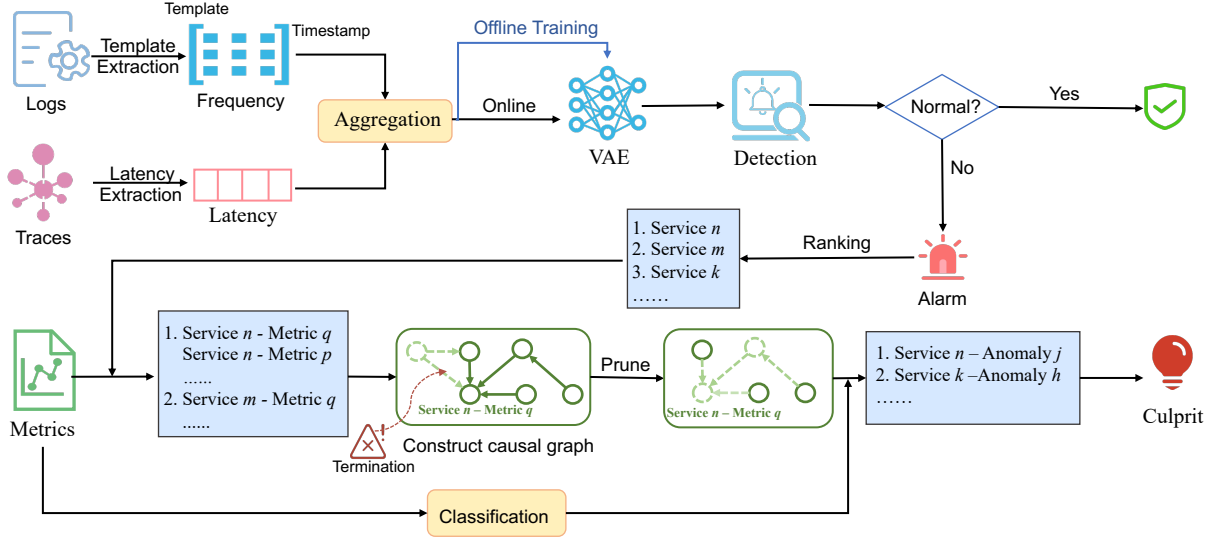 Template
Timestamp
Template
Extraction
Logs
Frequency
Offline Training
Aggregation
Online
VAE
Detection
Normal?
Yes
No
Latency
Extraction
Traces
Latency
1. Service n
2. Service m
3. Service k
……
Ranking
Alarm
Metrics
1. Service n - Metric q
Service n - Metric p
......
2. Service m - Metric q
......
Service n – Metric q
!
Termination
Construct causal graph
Prune
Service n – Metric q
1. Service n – Anomaly j
2. Service k –Anomaly h
……
Culprit
Classification